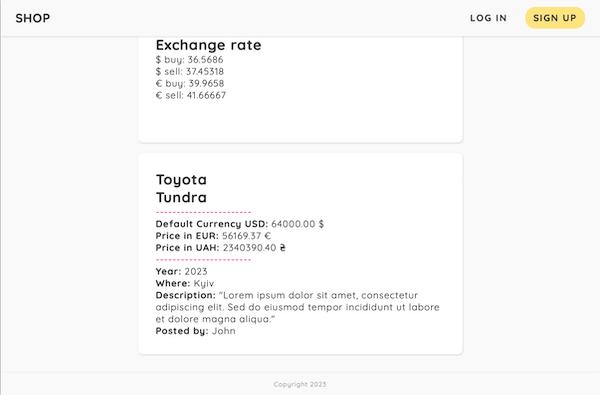 SHOP
LOG IN
SIGN UP
Exchange rate
$ buy: 36.5686
$ sell: 37.45318
€ buy: 39.9658
€ sell: 41.66667
Toyota
Tundra
-----------------------
Default Currency USD: 64000.00 $
Price in EUR: 56169.37 €
Price in UAH: 2340390.40 ₴
-----------------------
Year: 2023
Where: Kyiv
Description: "Lorem ipsum dolor sit amet, consectetur
adipiscing elit. Sed do eiusmod tempor incididunt ut labore
et dolore magna aliqua."
Posted by: John
Copyright 2023